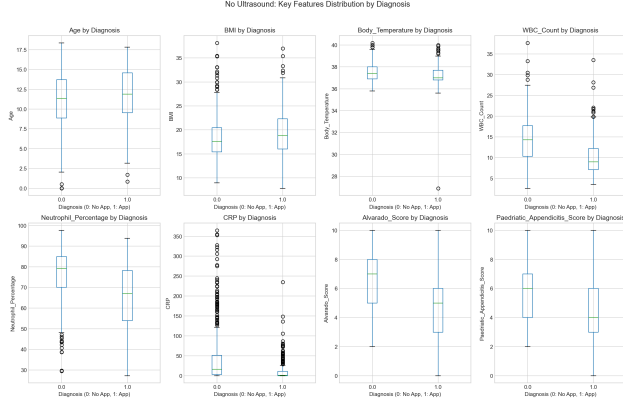 No Ultrasound: Key Features Distribution by Diagnosis
Age by Diagnosis
Age
17.5
15.0
12.5
10.0
7.5
5.0
2.5
0.0
0.0 1.0
Diagnosis (0: No App, 1: App)
BMI by Diagnosis
BMI
35
30
25
20
15
10
0.0 1.0
Diagnosis (0: No App, 1: App)
Body_Temperature by Diagnosis
Body_Temperature
40
38
36
34
32
30
28
0.0 1.0
Diagnosis (0: No App, 1: App)
WBC_Count by Diagnosis
WBC_Count
35
30
25
20
15
10
5
0.0 1.0
Diagnosis (0: No App, 1: App)
Neutrophil_Percentage by Diagnosis
Neutrophil_Percentage
100
90
80
70
60
50
40
30
0.0 1.0
Diagnosis (0: No App, 1: App)
CRP by Diagnosis
CRP
350
300
250
200
150
100
50
0
0.0 1.0
Diagnosis (0: No App, 1: App)
Alvarado_Score by Diagnosis
Alvarado_Score
10
8
6
4
2
0
0.0 1.0
Diagnosis (0: No App, 1: App)
Paedriatic_Appendicitis_Score by Diagnosis
Paedriatic_Appendicitis_Score
10
8
6
4
2
0
0.0 1.0
Diagnosis (0: No App, 1: App)